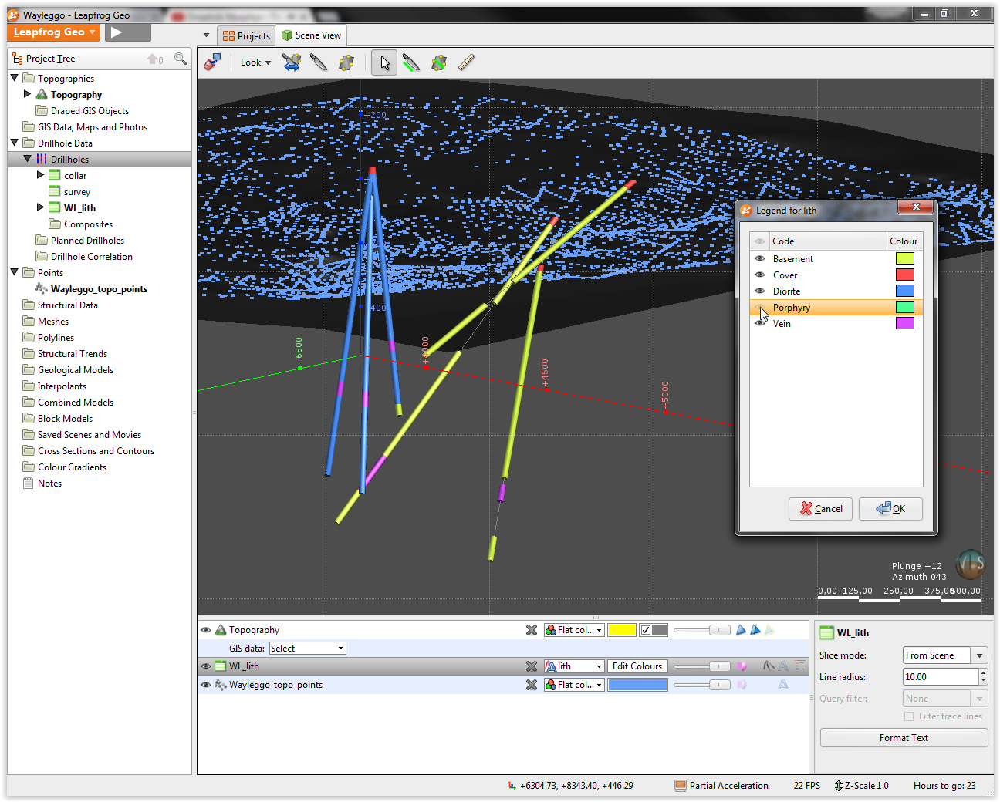 Wayleggo - Leapfrog Geo
Leapfrog Geo
Projects
Scene View
Project Tree
0
Look
Topographies
Topography
Draped GIS Objects
GIS Data, Maps and Photos
Drillhole Data
Drillholes
collar
survey
WL_lith
Composites
Planned Drillholes
Drillhole Correlation
Points
Wayleggo_topo_points
Structural Data
Meshes
Polylines
Structural Trends
Geological Models
Interpolants
Combined Models
Block Models
Saved Scenes and Movies
Cross Sections and Contours
Colour Gradients
Notes
+200
-400
+6500
+4500
+5000
Legend for lith
Code Colour
Basement
Cover
Diorite
Porphyry
Vein
Cancel
OK
Plunge −12
Azimuth 043
0,00 125,00 250,00 375,00 500,00
Topography
Flat col...
GIS data: Select
WL_lith
lith
Edit Colours
Wayleggo_topo_points
Flat col...
WL_lith
Slice mode: From Scene
Line radius: 10.00
Query filter: None
Filter trace lines
Format Text
+6304.73, +8343.40, +446.29
Partial Acceleration
22 FPS
Z-Scale 1.0
Hours to go: 23